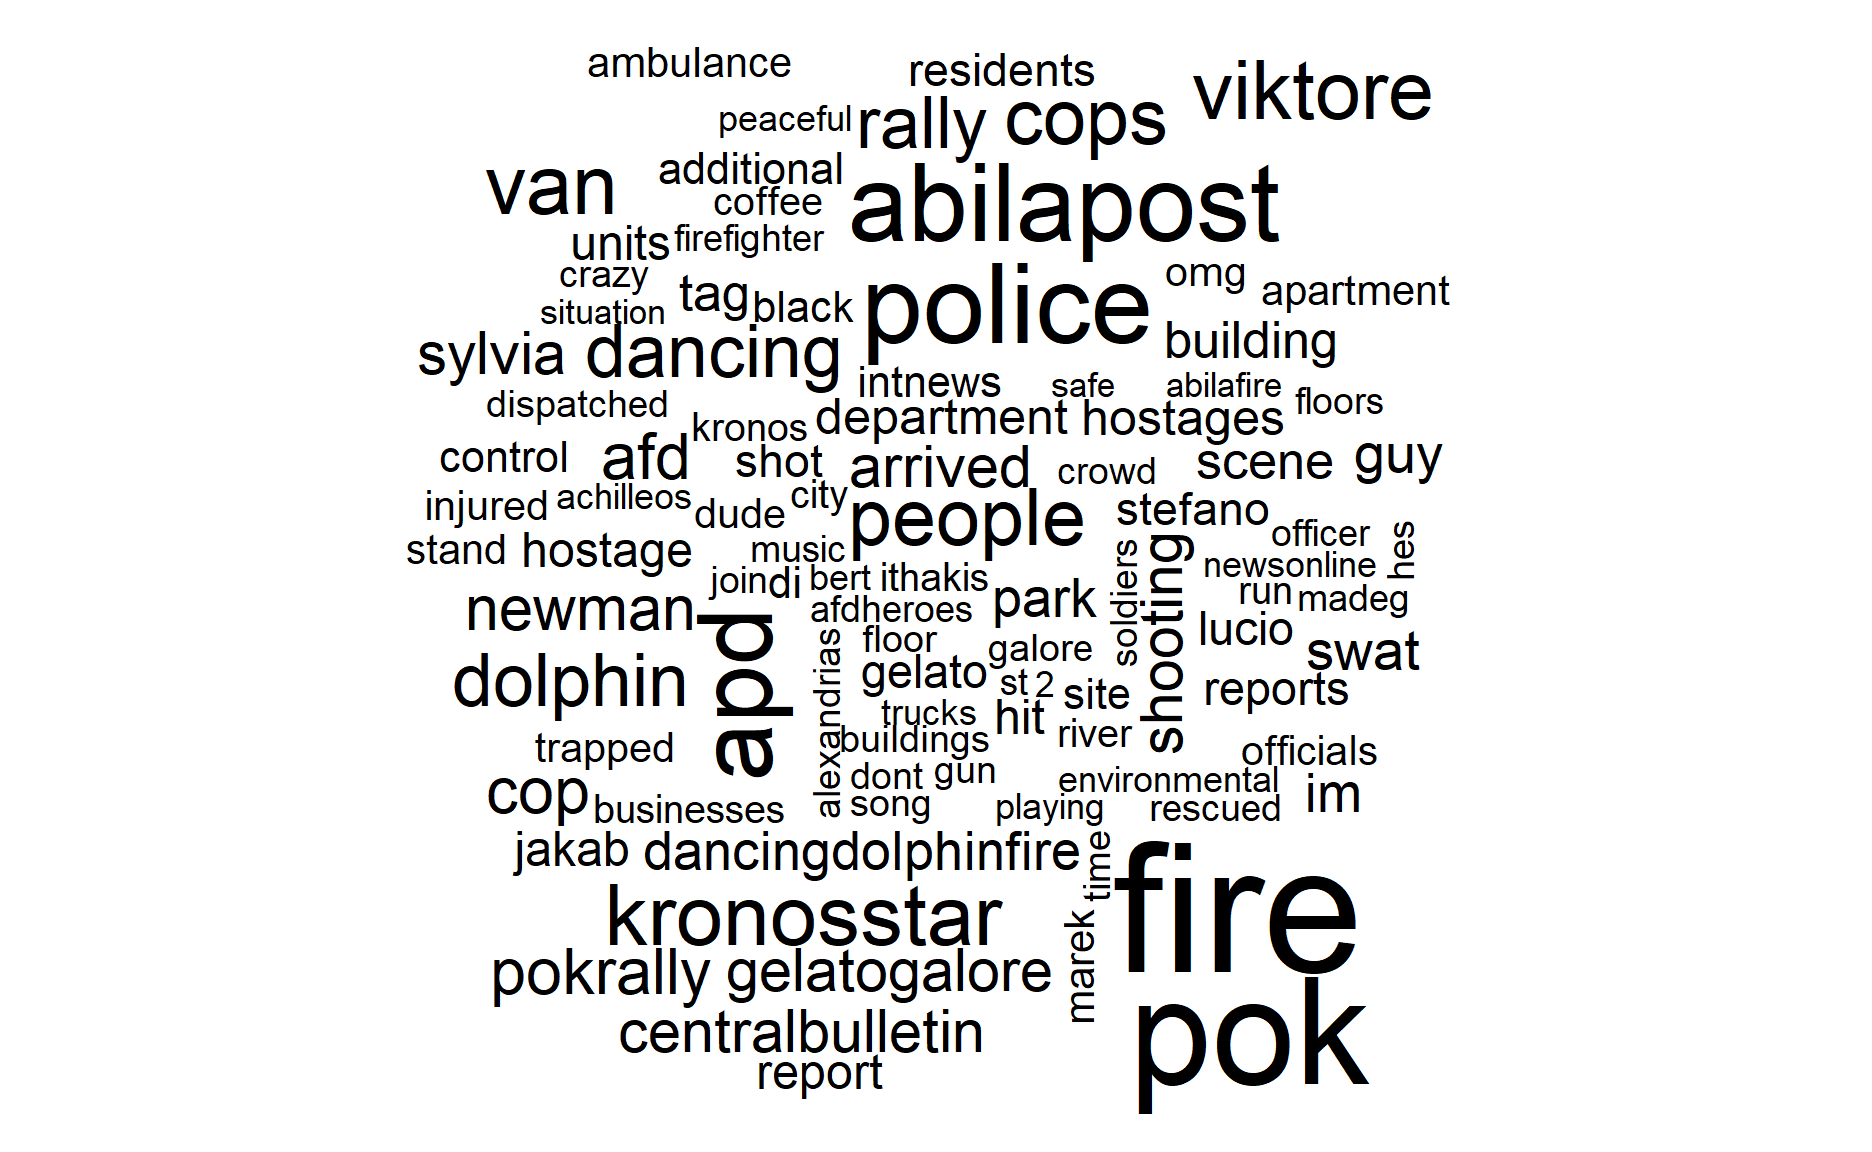 ambulance
residents
viktore
peaceful
rally
cops
van
additional
coffee
abilapost
units
firefighter
crazy
tag
black
police
omg
apartment
situation
sylvia
dancing
building
intnews
safe
abilafire
dispatched
kronos
department
hostages
floors
control
afd
shot
arrived
crowd
scene
guy
injured
achilleos
dude
city
people
stefano
officer
hes
stand
hostage
music
soldiers
shooting
newsonline
join
di
bert
ithakis
park
run
madeg
newman
apd
afdheroes
lucio
floor
galore
swat
dolphin
alexandrias
gelato
st
2
site
reports
trucks
hit
river
trapped
buildings
officials
cop
dont
gun
environmental
im
businesses
song
playing
rescued
jakab
dancingdolphinfire
time
fire
kronosstar
marek
pokrally
gelatogalore
pok
centralbulletin
report